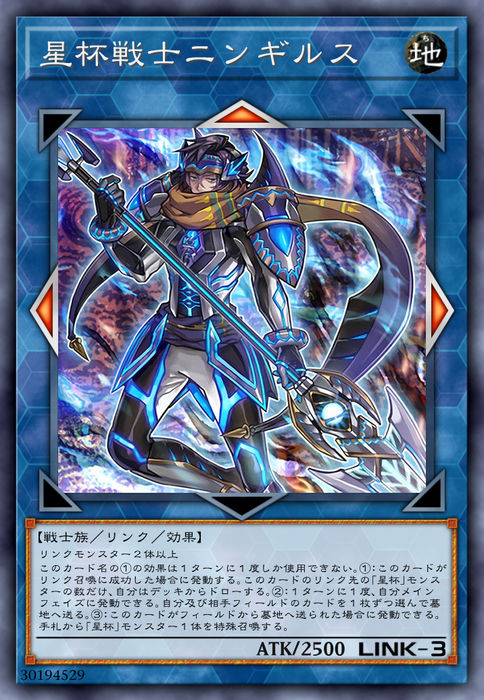 星杯戦士ニンギルス
ち
地
【戦士族／リンク／効果】
リンクモンスター２体以上
このカード名の①の効果は１ターンに１度しか使用できない。①：このカードが
リンク召喚に成功した場合に発動する。このカードのリンク先の「星杯」モンス
ターの数だけ、自分はデッキからドローする。②：１ターンに１度、自分メイン
フェイズに発動できる。自分及び相手フィールドのカードを１枚ずつ選んで墓
地へ送る。③：このカードがフィールドから墓地へ送られた場合に発動できる。
手札から「星杯」モンスター１体を特殊召喚する。
ATK/2500 LINK-3
30194529